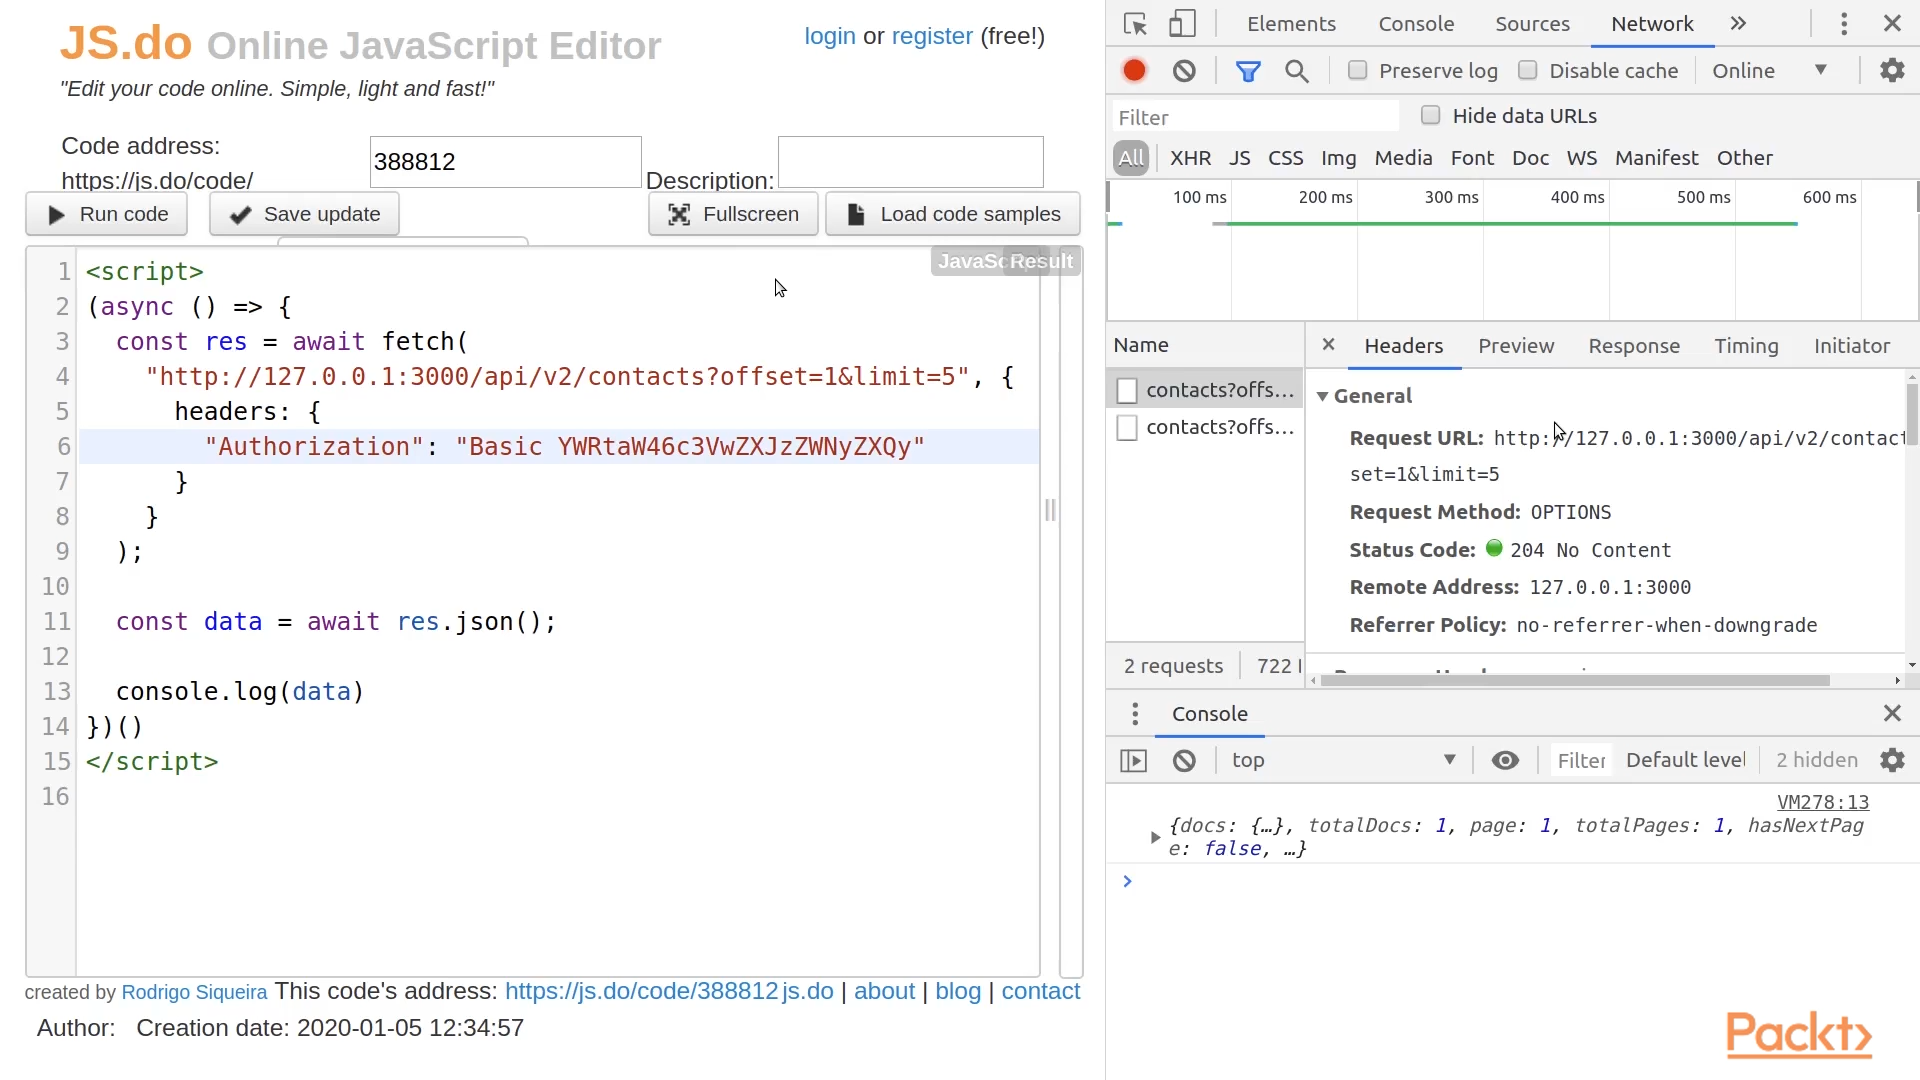 JS.do Online JavaScript Editor
login or register (free!)
"Edit your code online. Simple, light and fast!"
Code address:
https://js.do/code/
388812
Description:
Run code
Save update
Fullscreen
Load code samples
Result
1 <script>
2 (async () => {
3 const res = await fetch(
4 "http://127.0.0.1:3000/api/v2/contacts?offset=1&limit=5", {
5 headers: {
6 "Authorization": "Basic YWRtaW46c3VwZXJzZWNyZXQy"
7 }
8 }
9 );
10
11 const data = await res.json();
12
13 console.log(data)
14 })()
15 </script>
16
created by Rodrigo Siqueira This code's address: https://js.do/code/388812 js.do | about | blog | contact
Author: Creation date: 2020-01-05 12:34:57
Elements Console Sources Network
Preserve log Disable cache Online
Filter Hide data URLs
All XHR JS CSS Img Media Font Doc WS Manifest Other
100 ms 200 ms 300 ms 400 ms 500 ms 600 ms
Name
contacts?offs…
contacts?offs…
2 requests 722
Headers Preview Response Timing Initiator
General
Request URL: http://127.0.0.1:3000/api/v2/contact
set=1&limit=5
Request Method: OPTIONS
Status Code: 204 No Content
Remote Address: 127.0.0.1:3000
Referrer Policy: no-referrer-when-downgrade
Console
top Filter Default level 2 hidden
VM278:13
{docs: {…}, totalDocs: 1, page: 1, totalPages: 1, hasNextPag
e: false, …}
Packt